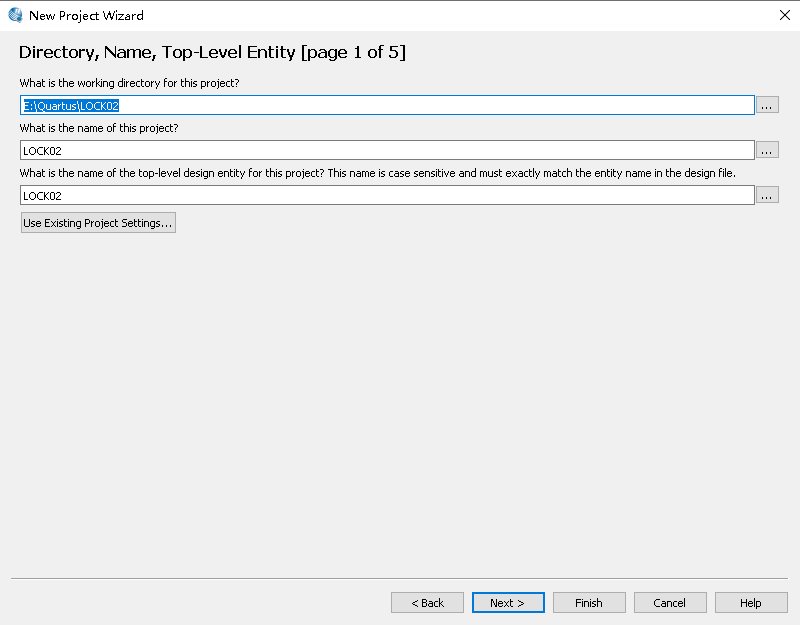 New Project Wizard
Directory, Name, Top-Level Entity [page 1 of 5]
What is the working directory for this project?
E:\Quartus\LOCK02
...
What is the name of this project?
LOCK02
...
What is the name of the top-level design entity for this project? This name is case sensitive and must exactly match the entity name in the design file.
LOCK02
...
Use Existing Project Settings...
< Back
Next >
Finish
Cancel
Help